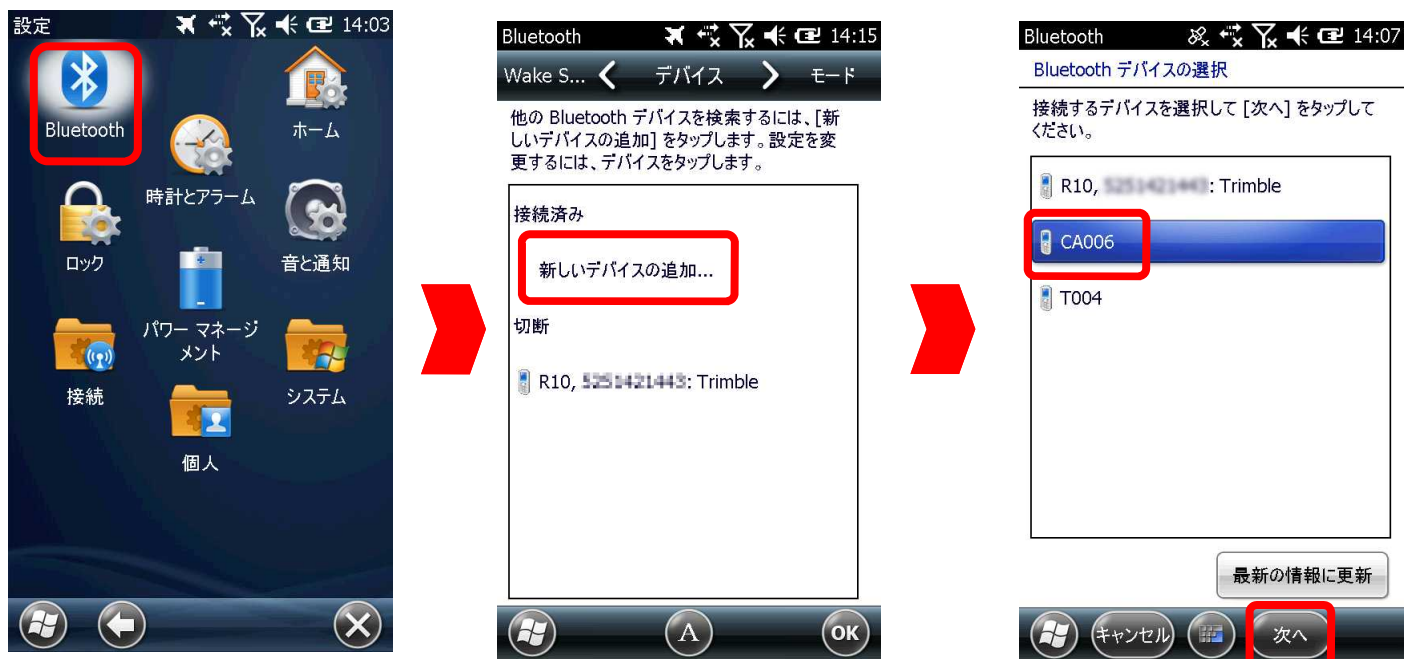 設定 14:03
Bluetooth
ホーム
時計とアラーム
ロック
音と通知
パワー マネージ
メント
接続
システム
個人
Bluetooth 14:15
Wake S... デバイス モード
他の Bluetooth デバイスを検索するには、[新
しいデバイスの追加] をタップします。設定を変
更するには、デバイスをタップします。
接続済み
新しいデバイスの追加...
切断
R10, : Trimble
A
OK
Bluetooth 14:07
Bluetooth デバイスの選択
接続するデバイスを選択して [次へ] をタップして
ください。
R10, : Trimble
CA006
T004
最新の情報に更新
キャンセル
次へ